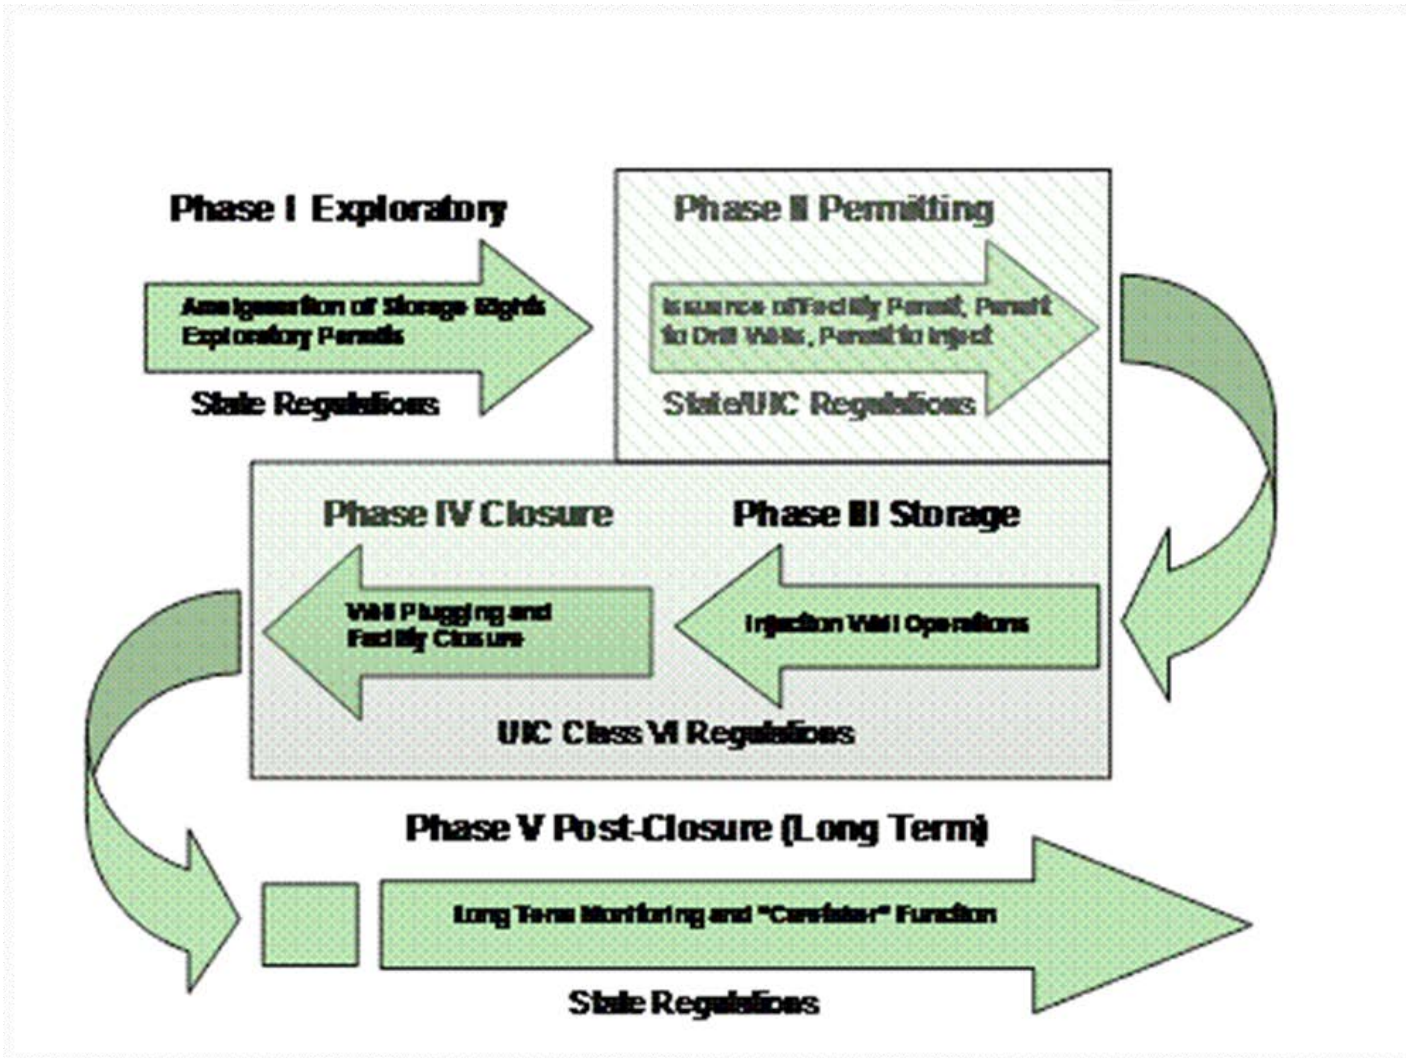 Phase I Exploratory
Amalgamation of Storage Rights
Exploratory Permits
State Regulations
Phase II Permitting
Issuance of Facility Permit, Permit
to Drill Wells, Permit to Inject
State/UIC Regulations
Phase III Storage
Injection Well Operations
Phase IV Closure
Well Plugging and
Facility Closure
UIC Class VI Regulations
Phase V Post-Closure (Long Term)
Long Term Monitoring and "Caretaker" Function
State Regulations